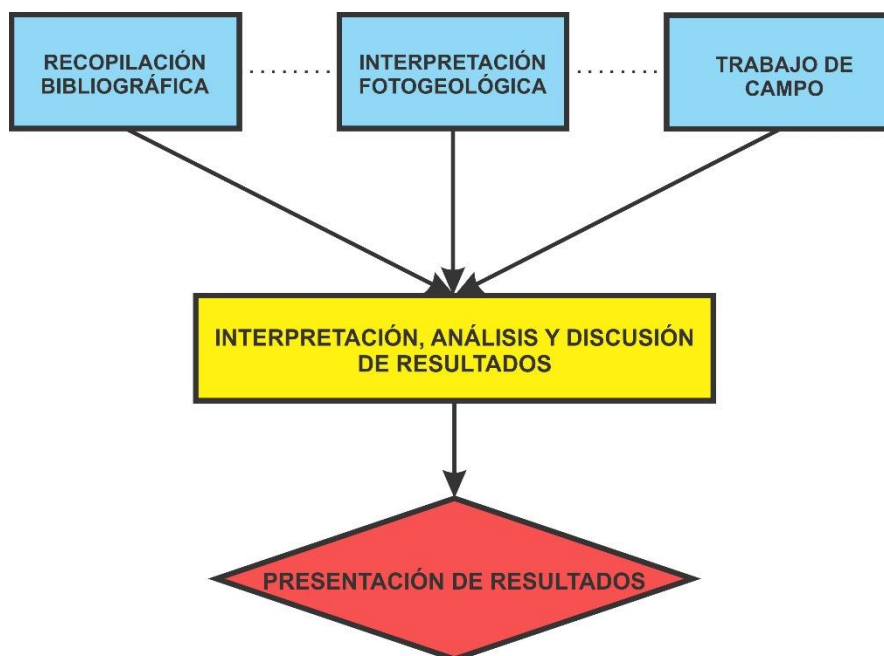 RECOPILACIÓN
BIBLIOGRÁFICA
INTERPRETACIÓN
FOTOGEOLÓGICA
TRABAJO DE
CAMPO
INTERPRETACIÓN, ANÁLISIS Y DISCUSIÓN
DE RESULTADOS
PRESENTACIÓN DE RESULTADOS